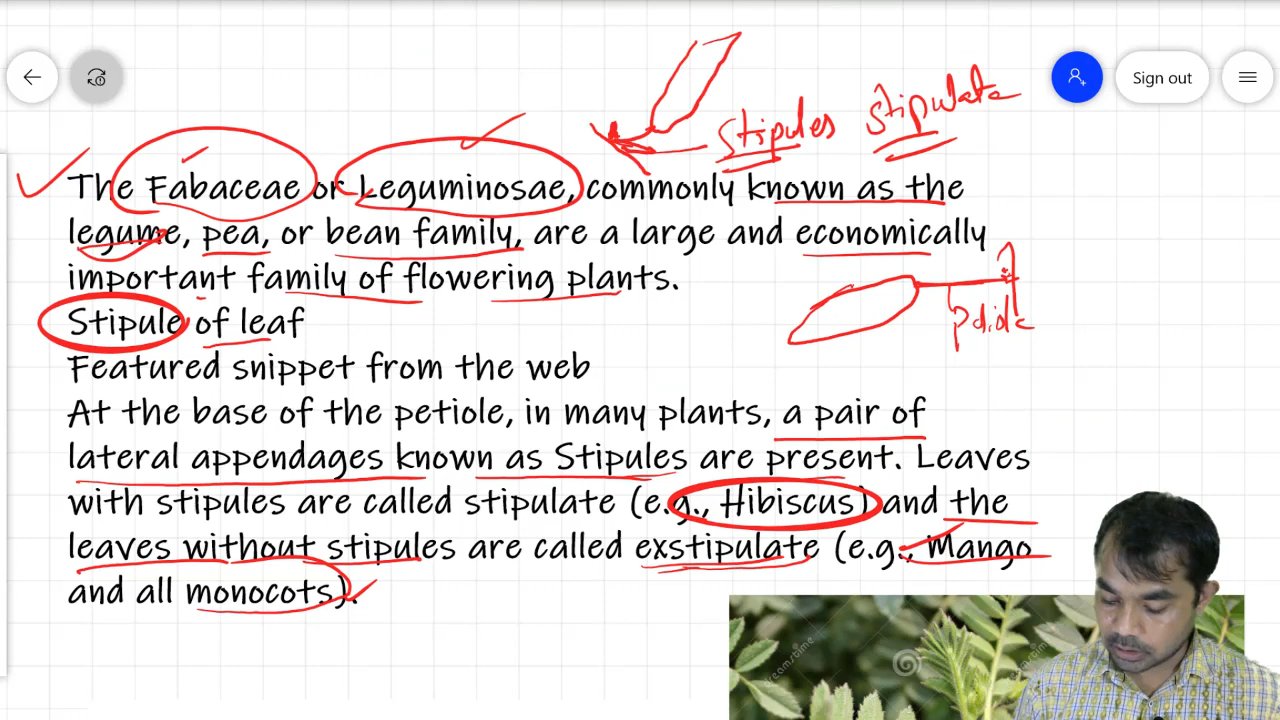 Sign out
stipules stipulate
The Fabaceae or Leguminosae, commonly known as the
legume, pea, or bean family, are a large and economically
important family of flowering plants.
Stipule of leaf
Featured snippet from the web
At the base of the petiole, in many plants, a pair of
lateral appendages known as Stipules are present. Leaves
with stipules are called stipulate (e.g., Hibiscus) and the
leaves without stipules are called exstipulate (e.g., Mango
and all monocots).
dreamstime